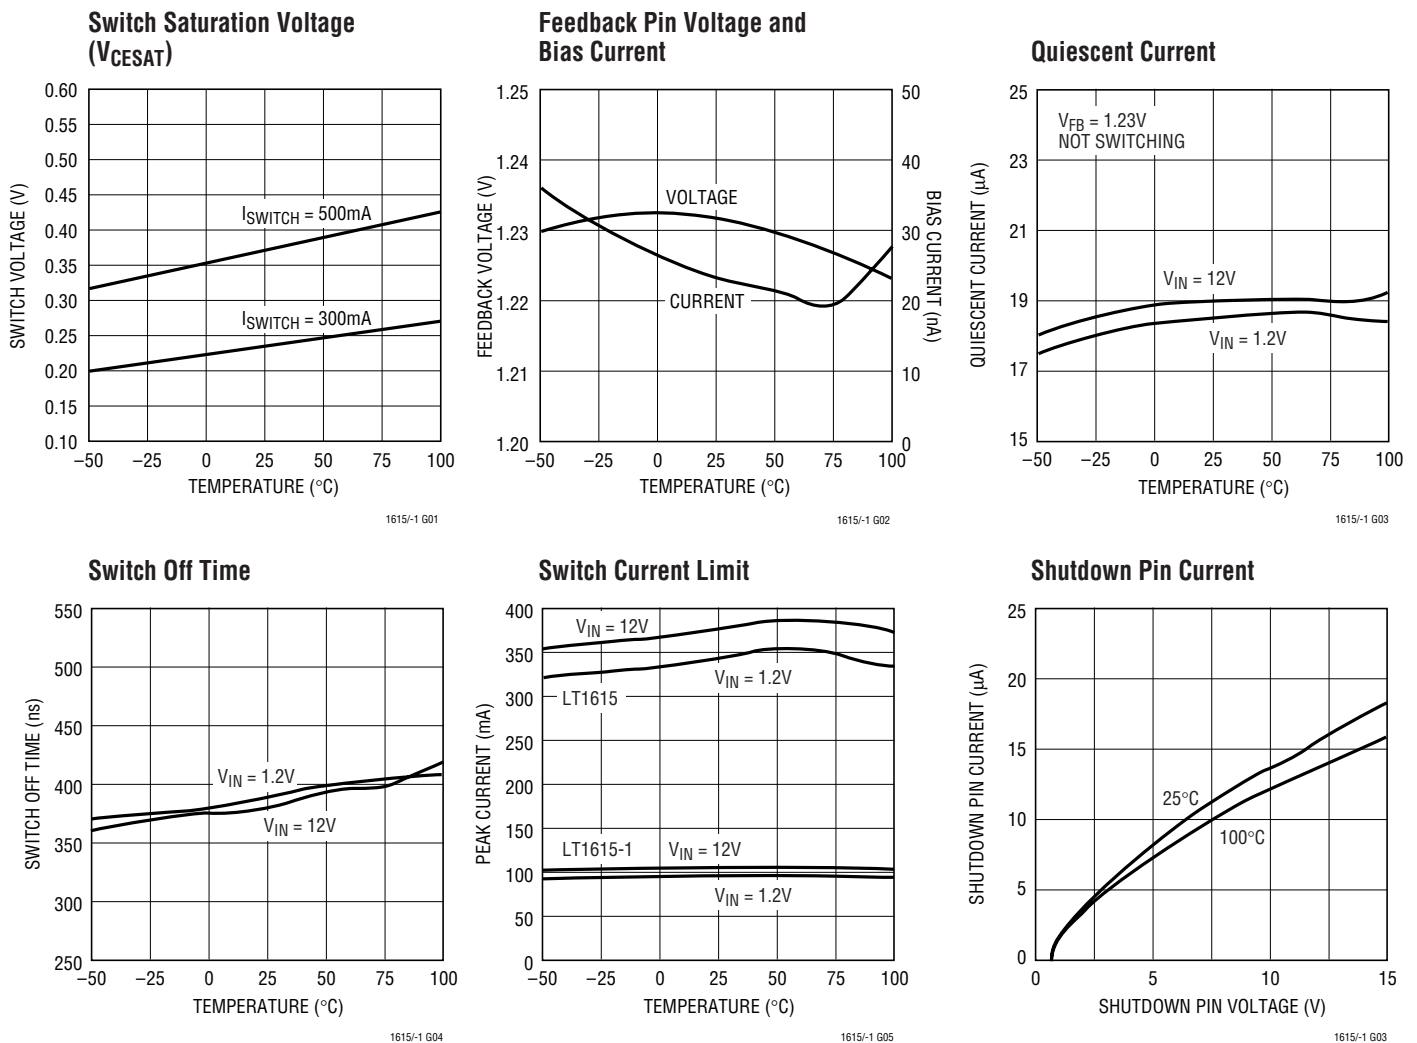 Switch Saturation Voltage
(VCESAT)
0.60
0.55
0.50
0.45
0.40
0.35
0.30
0.25
0.20
0.15
0.10
SWITCH VOLTAGE (V)
ISWITCH = 500mA
ISWITCH = 300mA
–50 –25 0 25 50 75 100
TEMPERATURE (°C)
1615/-1 G01
Feedback Pin Voltage and
Bias Current
1.25
1.24
1.23
1.22
1.21
1.20
FEEDBACK VOLTAGE (V)
VOLTAGE
CURRENT
50
40
30
20
10
0
BIAS CURRENT (nA)
–50 –25 0 25 50 75 100
TEMPERATURE (°C)
1615/-1 G02
Quiescent Current
25
23
21
19
17
15
QUIESCENT CURRENT (µA)
VFB = 1.23V
NOT SWITCHING
VIN = 12V
VIN = 1.2V
–50 –25 0 25 50 75 100
TEMPERATURE (°C)
1615/-1 G03
Switch Off Time
550
500
450
400
350
300
250
SWITCH OFF TIME (ns)
VIN = 1.2V
VIN = 12V
–50 –25 0 25 50 75 100
TEMPERATURE (°C)
1615/-1 G04
Switch Current Limit
400
350
300
250
200
150
100
50
0
PEAK CURRENT (mA)
VIN = 12V
VIN = 1.2V
LT1615
LT1615-1 VIN = 12V
VIN = 1.2V
–50 –25 0 25 50 75 100
TEMPERATURE (°C)
1615/-1 G05
Shutdown Pin Current
25
20
15
10
5
0
SHUTDOWN PIN CURRENT (µA)
25°C
100°C
0 5 10 15
SHUTDOWN PIN VOLTAGE (V)
1615/-1 G03